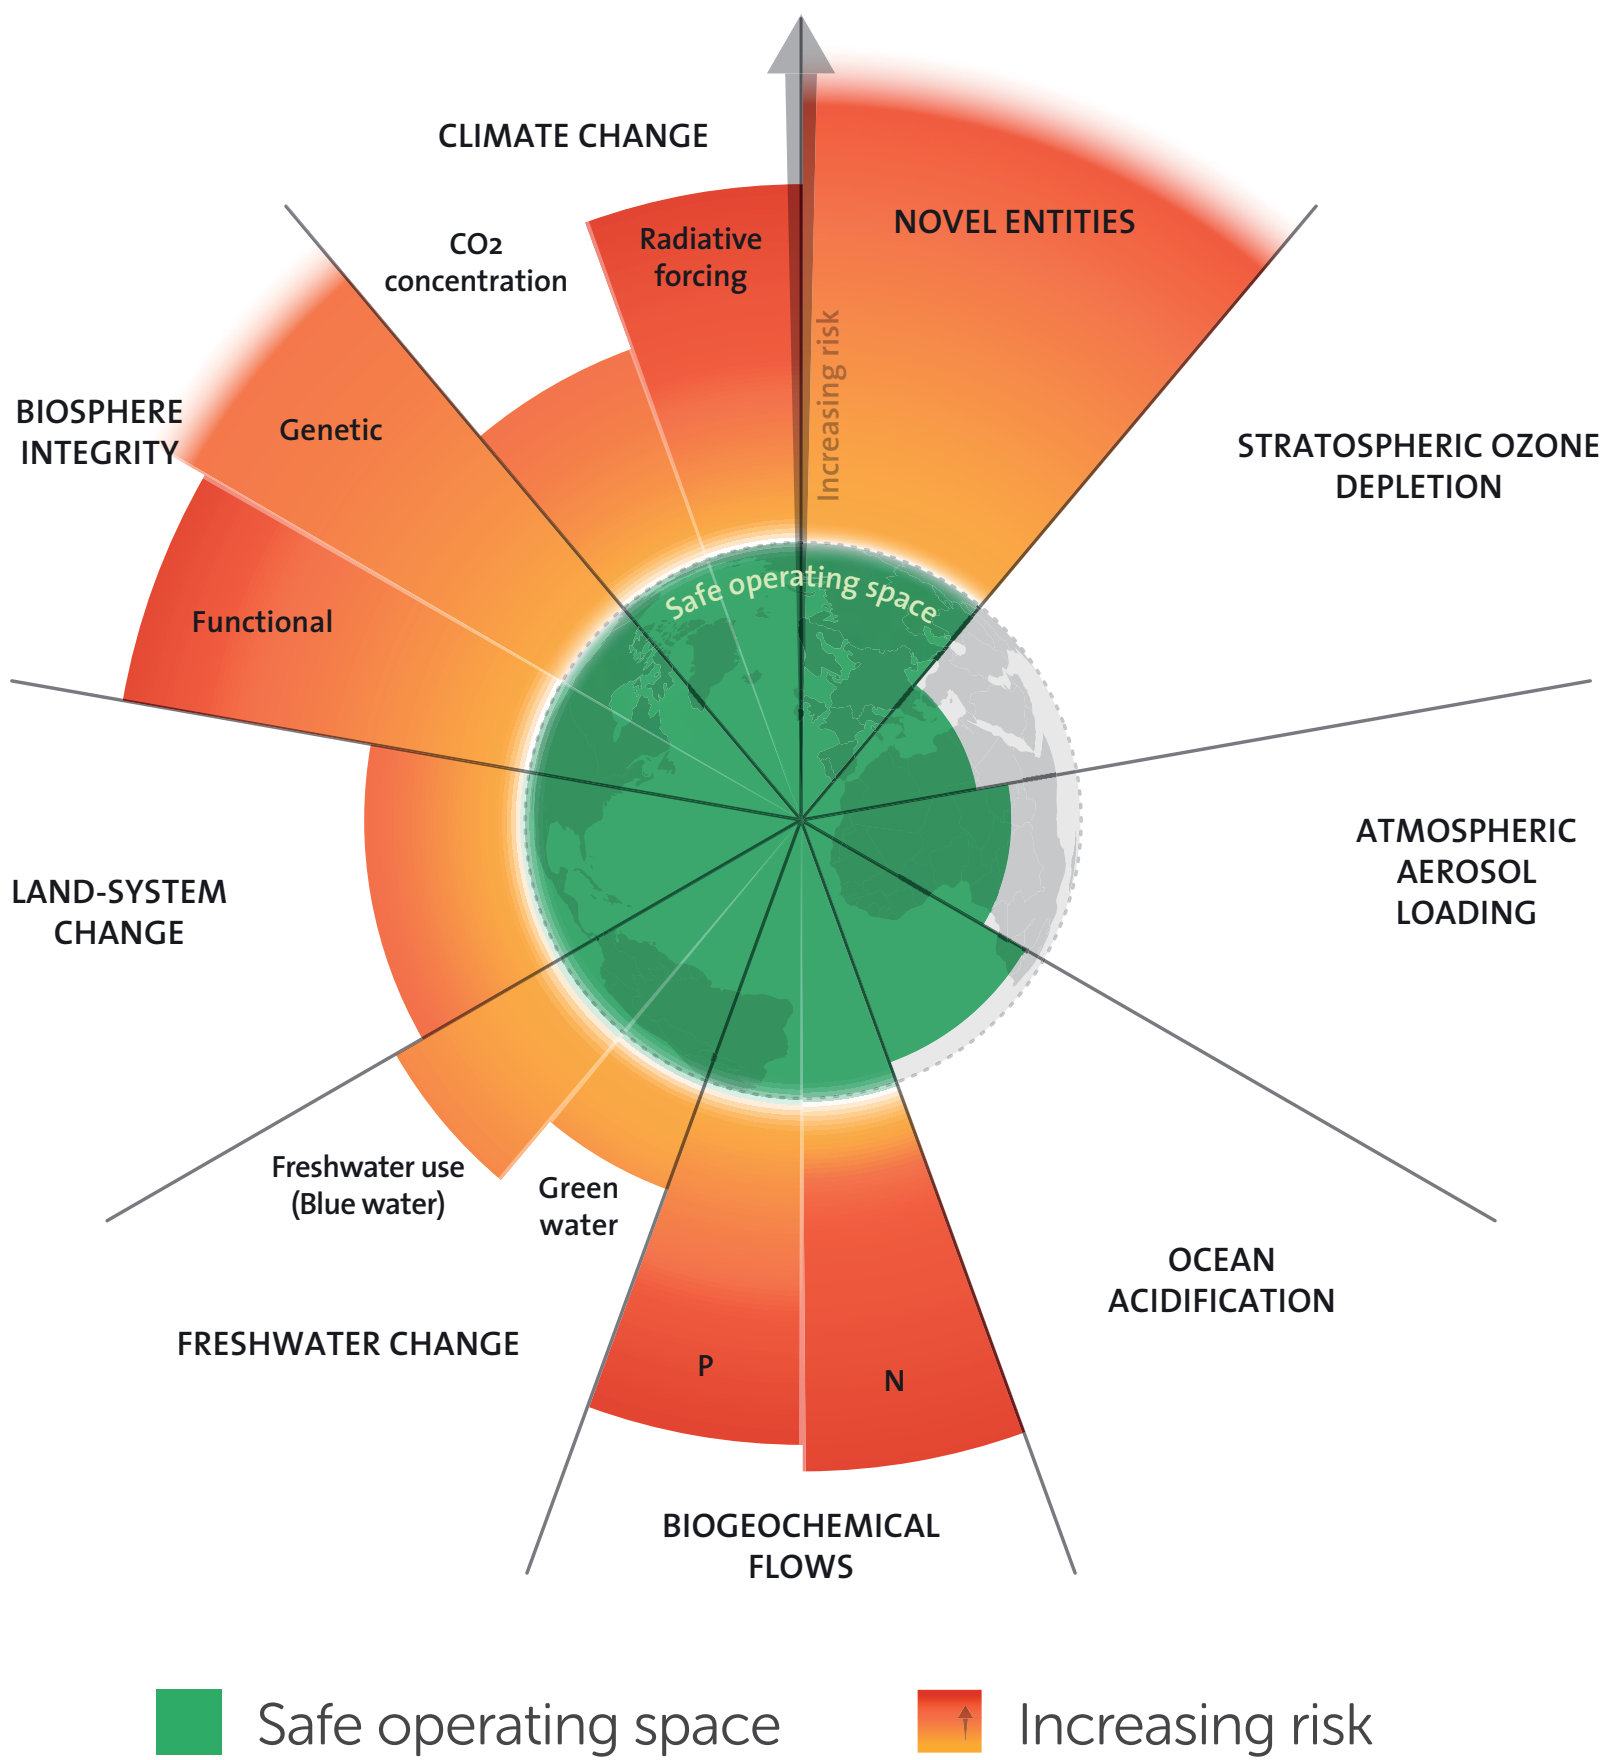 CLIMATE CHANGE
CO2
concentration
Radiative
forcing
NOVEL ENTITIES
Increasing risk
BIOSPHERE
INTEGRITY
Genetic
Functional
STRATOSPHERIC OZONE
DEPLETION
Safe operating space
ATMOSPHERIC
AEROSOL
LOADING
LAND-SYSTEM
CHANGE
Freshwater use
(Blue water)
Green
water
FRESHWATER CHANGE
OCEAN
ACIDIFICATION
P
N
BIOGEOCHEMICAL
FLOWS
Safe operating space
Increasing risk